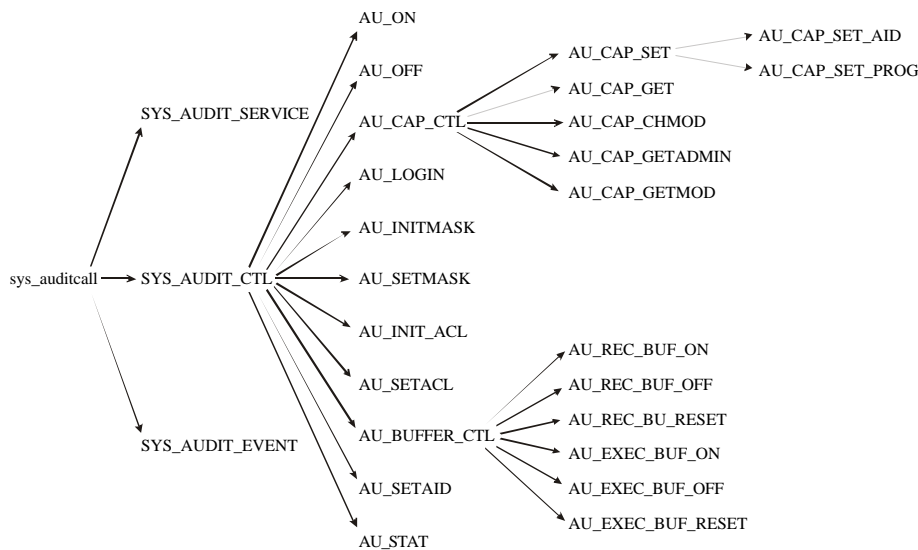 sys_auditcall
SYS_AUDIT_SERVICE
SYS_AUDIT_CTL
SYS_AUDIT_EVENT
AU_ON
AU_OFF
AU_CAP_CTL
AU_LOGIN
AU_INITMASK
AU_SETMASK
AU_INIT_ACL
AU_SETACL
AU_BUFFER_CTL
AU_SETAID
AU_STAT
AU_CAP_SET
AU_CAP_GET
AU_CAP_CHMOD
AU_CAP_GETADMIN
AU_CAP_GETMOD
AU_REC_BUF_ON
AU_REC_BUF_OFF
AU_REC_BU_RESET
AU_EXEC_BUF_ON
AU_EXEC_BUF_OFF
AU_EXEC_BUF_RESET
AU_CAP_SET_AID
AU_CAP_SET_PROG